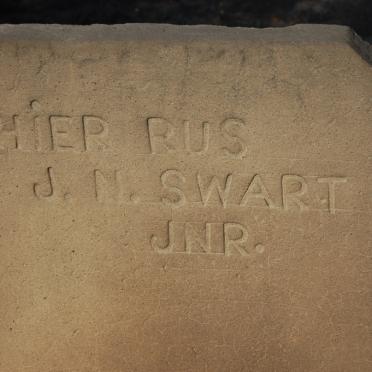 HIER RUS
J. N. SWART.
JNR.